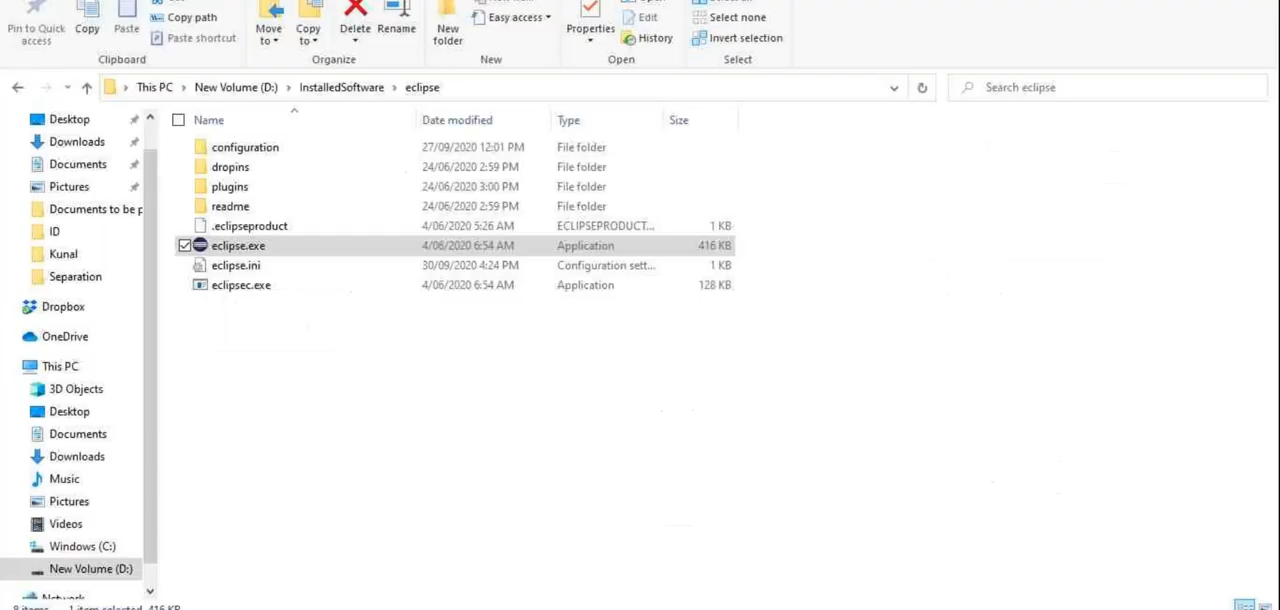 Pin to Quick access
Copy
Paste
Copy path
Paste shortcut
Clipboard
Move to
Copy to
Delete
Rename
Organize
New folder
Easy access
New
Properties
Edit
History
Open
Select none
Invert selection
Select
This PC > New Volume (D:) > InstalledSoftware > eclipse
Search eclipse
Name Date modified Type Size
configuration 27/09/2020 12:01 PM File folder
dropins 24/06/2020 2:59 PM File folder
plugins 24/06/2020 3:00 PM File folder
readme 24/06/2020 2:59 PM File folder
.eclipseproduct 4/06/2020 5:26 AM ECLIPSEPRODUCT... 1 KB
eclipse.exe 4/06/2020 6:54 AM Application 416 KB
eclipse.ini 30/09/2020 4:24 PM Configuration sett... 1 KB
eclipsec.exe 4/06/2020 6:54 AM Application 128 KB
Desktop
Downloads
Documents
Pictures
Documents to be p
ID
Kunal
Separation
Dropbox
OneDrive
This PC
3D Objects
Desktop
Documents
Downloads
Music
Pictures
Videos
Windows (C:)
New Volume (D:)
Network
8 items 1 item selected 416 KB